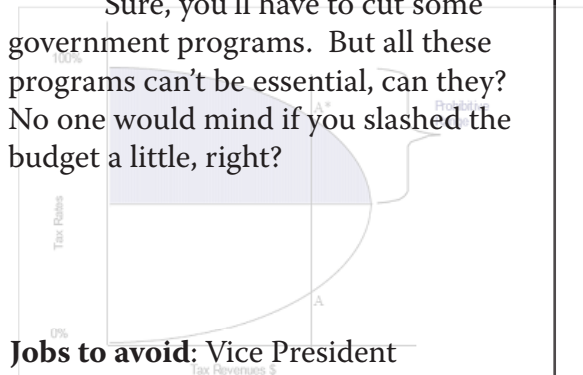 Sure, you'll have to cut some
government programs.  But all these
programs can't be essential, can they?
No one would mind if you slashed the
budget a little, right?
100%
A*
Prohibitive
Tax Rates
A
0%
Jobs to avoid: Vice President
Tax Revenues $